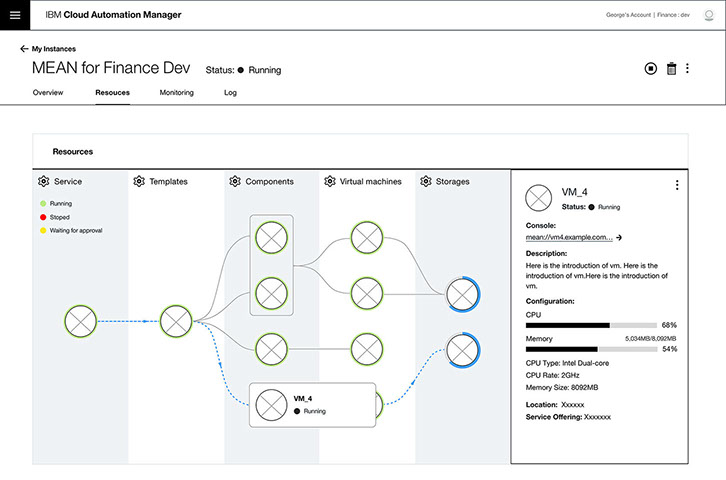 IBM Cloud Automation Manager
George's Account | Finance : dev
My Instances
MEAN for Finance Dev
Status: Running
Overview
Resouces
Monitoring
Log
Resources
Service
Templates
Components
Virtual machines
Storages
Running
Stoped
Waiting for approval
VM_4
Running
VM_4
Status: Running
Console:
mean://vm4.example.com...
Description:
Here is the introduction of vm. Here is the
introduction of vm.Here is the introduction of
vm.
Configuration:
CPU
68%
Memory 5,034MB/8,092MB
54%
CPU Type: Intel Dual-core
CPU Rate: 2GHz
Memory Size: 8092MB
Location: Xxxxxx
Service Offering: Xxxxxxx